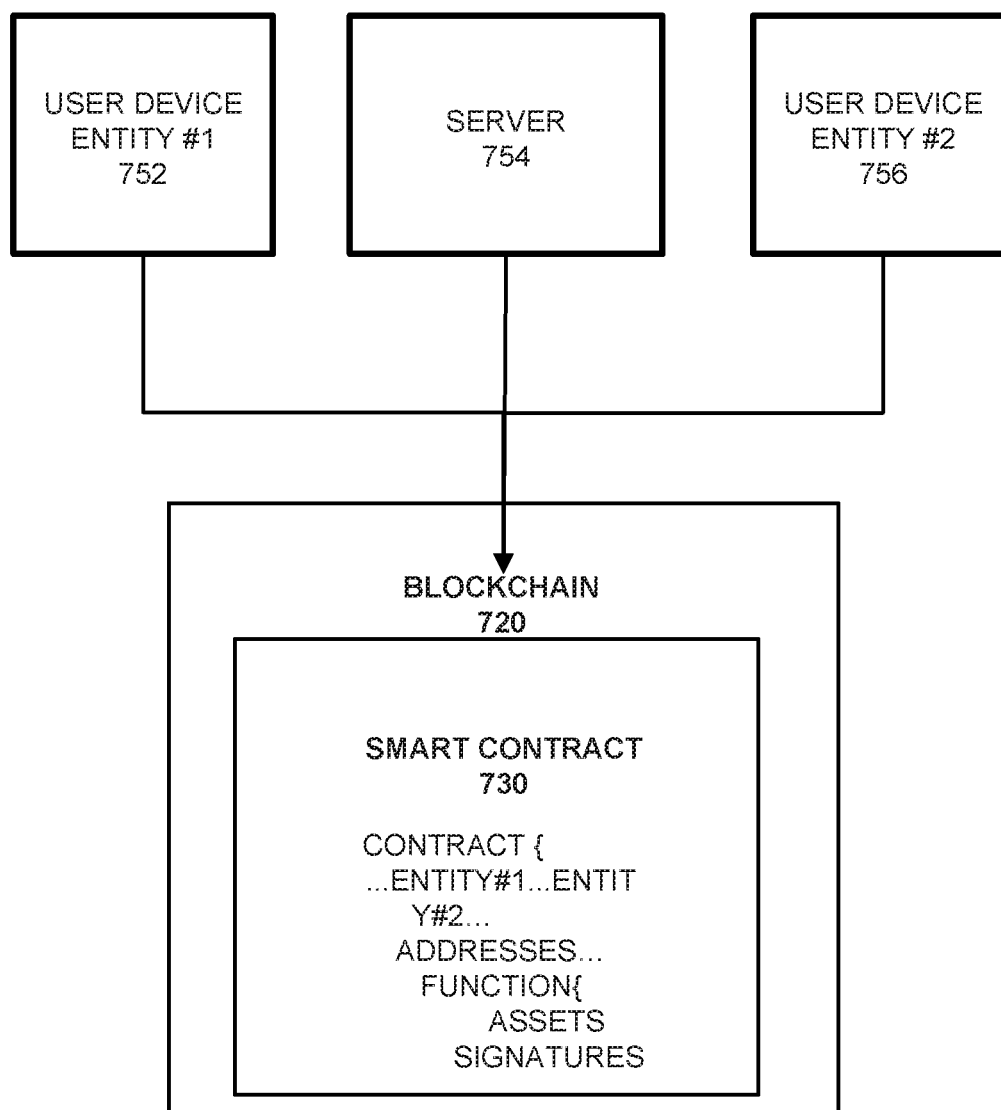 USER DEVICE
ENTITY #1
752
SERVER
754
USER DEVICE
ENTITY #2
756
BLOCKCHAIN
720
SMART CONTRACT
730
CONTRACT {
...ENTITY#1...ENTIT
Y#2...
ADDRESSES...
FUNCTION{
ASSETS
SIGNATURES